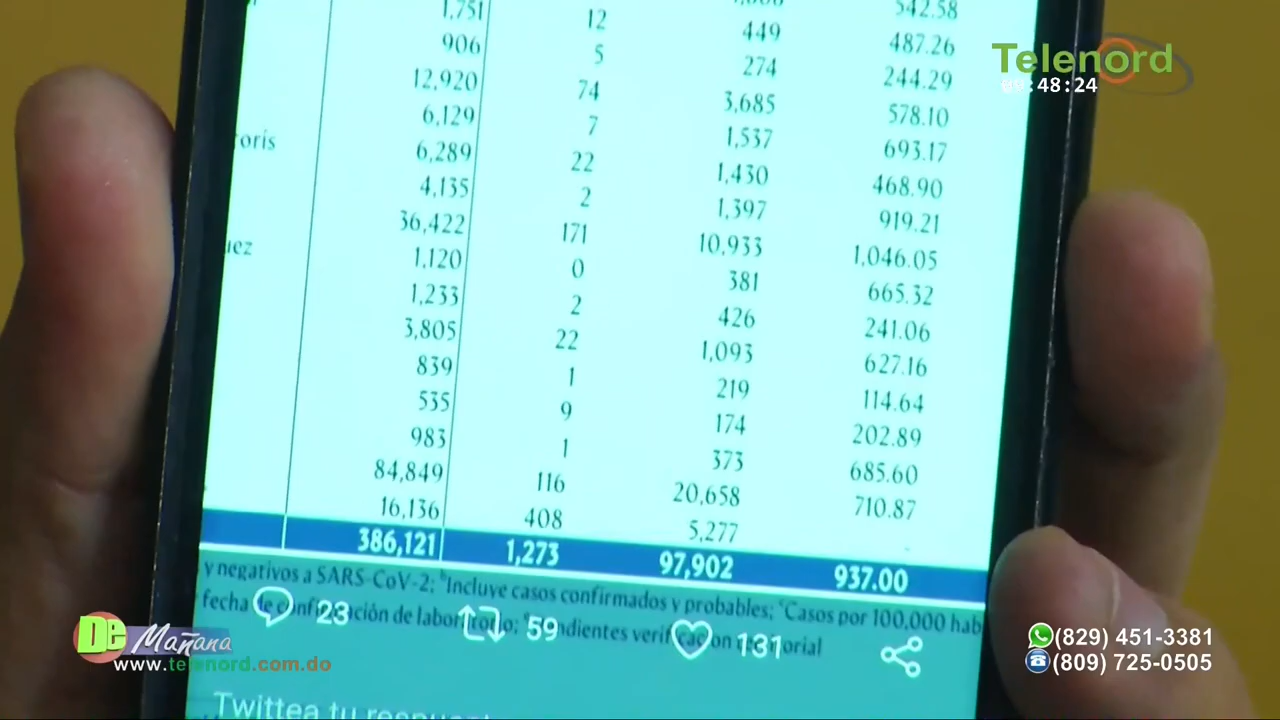 542.58
1,751 12 449 487.26
906 5 274 244.29
12,920 74 3,685 578.10
6,129 7 1,537 693.17
oris 6,289 22 1,430 468.90
4,135 2 1,397 919.21
36,422 171 10,933 1,046.05
uez 1,120 0 381 665.32
1,233 2 426 241.06
3,805 22 1,093 627.16
839 1 219 114.64
535 9 174 202.89
983 1 373 685.60
84,849 116 20,658 710.87
16,136 408 5,277
386,121 1,273 97,902 937.00
y negativos a SARS-CoV-2; ᵇIncluye casos confirmados y probables; ᶜCasos por 100,000 hab
fecha de confirmación de laboratorio;
23 59 131
Twittea tu
Telenord
:48:24
De Mañana
www.telenord.com.do
(829) 451-3381
(809) 725-0505